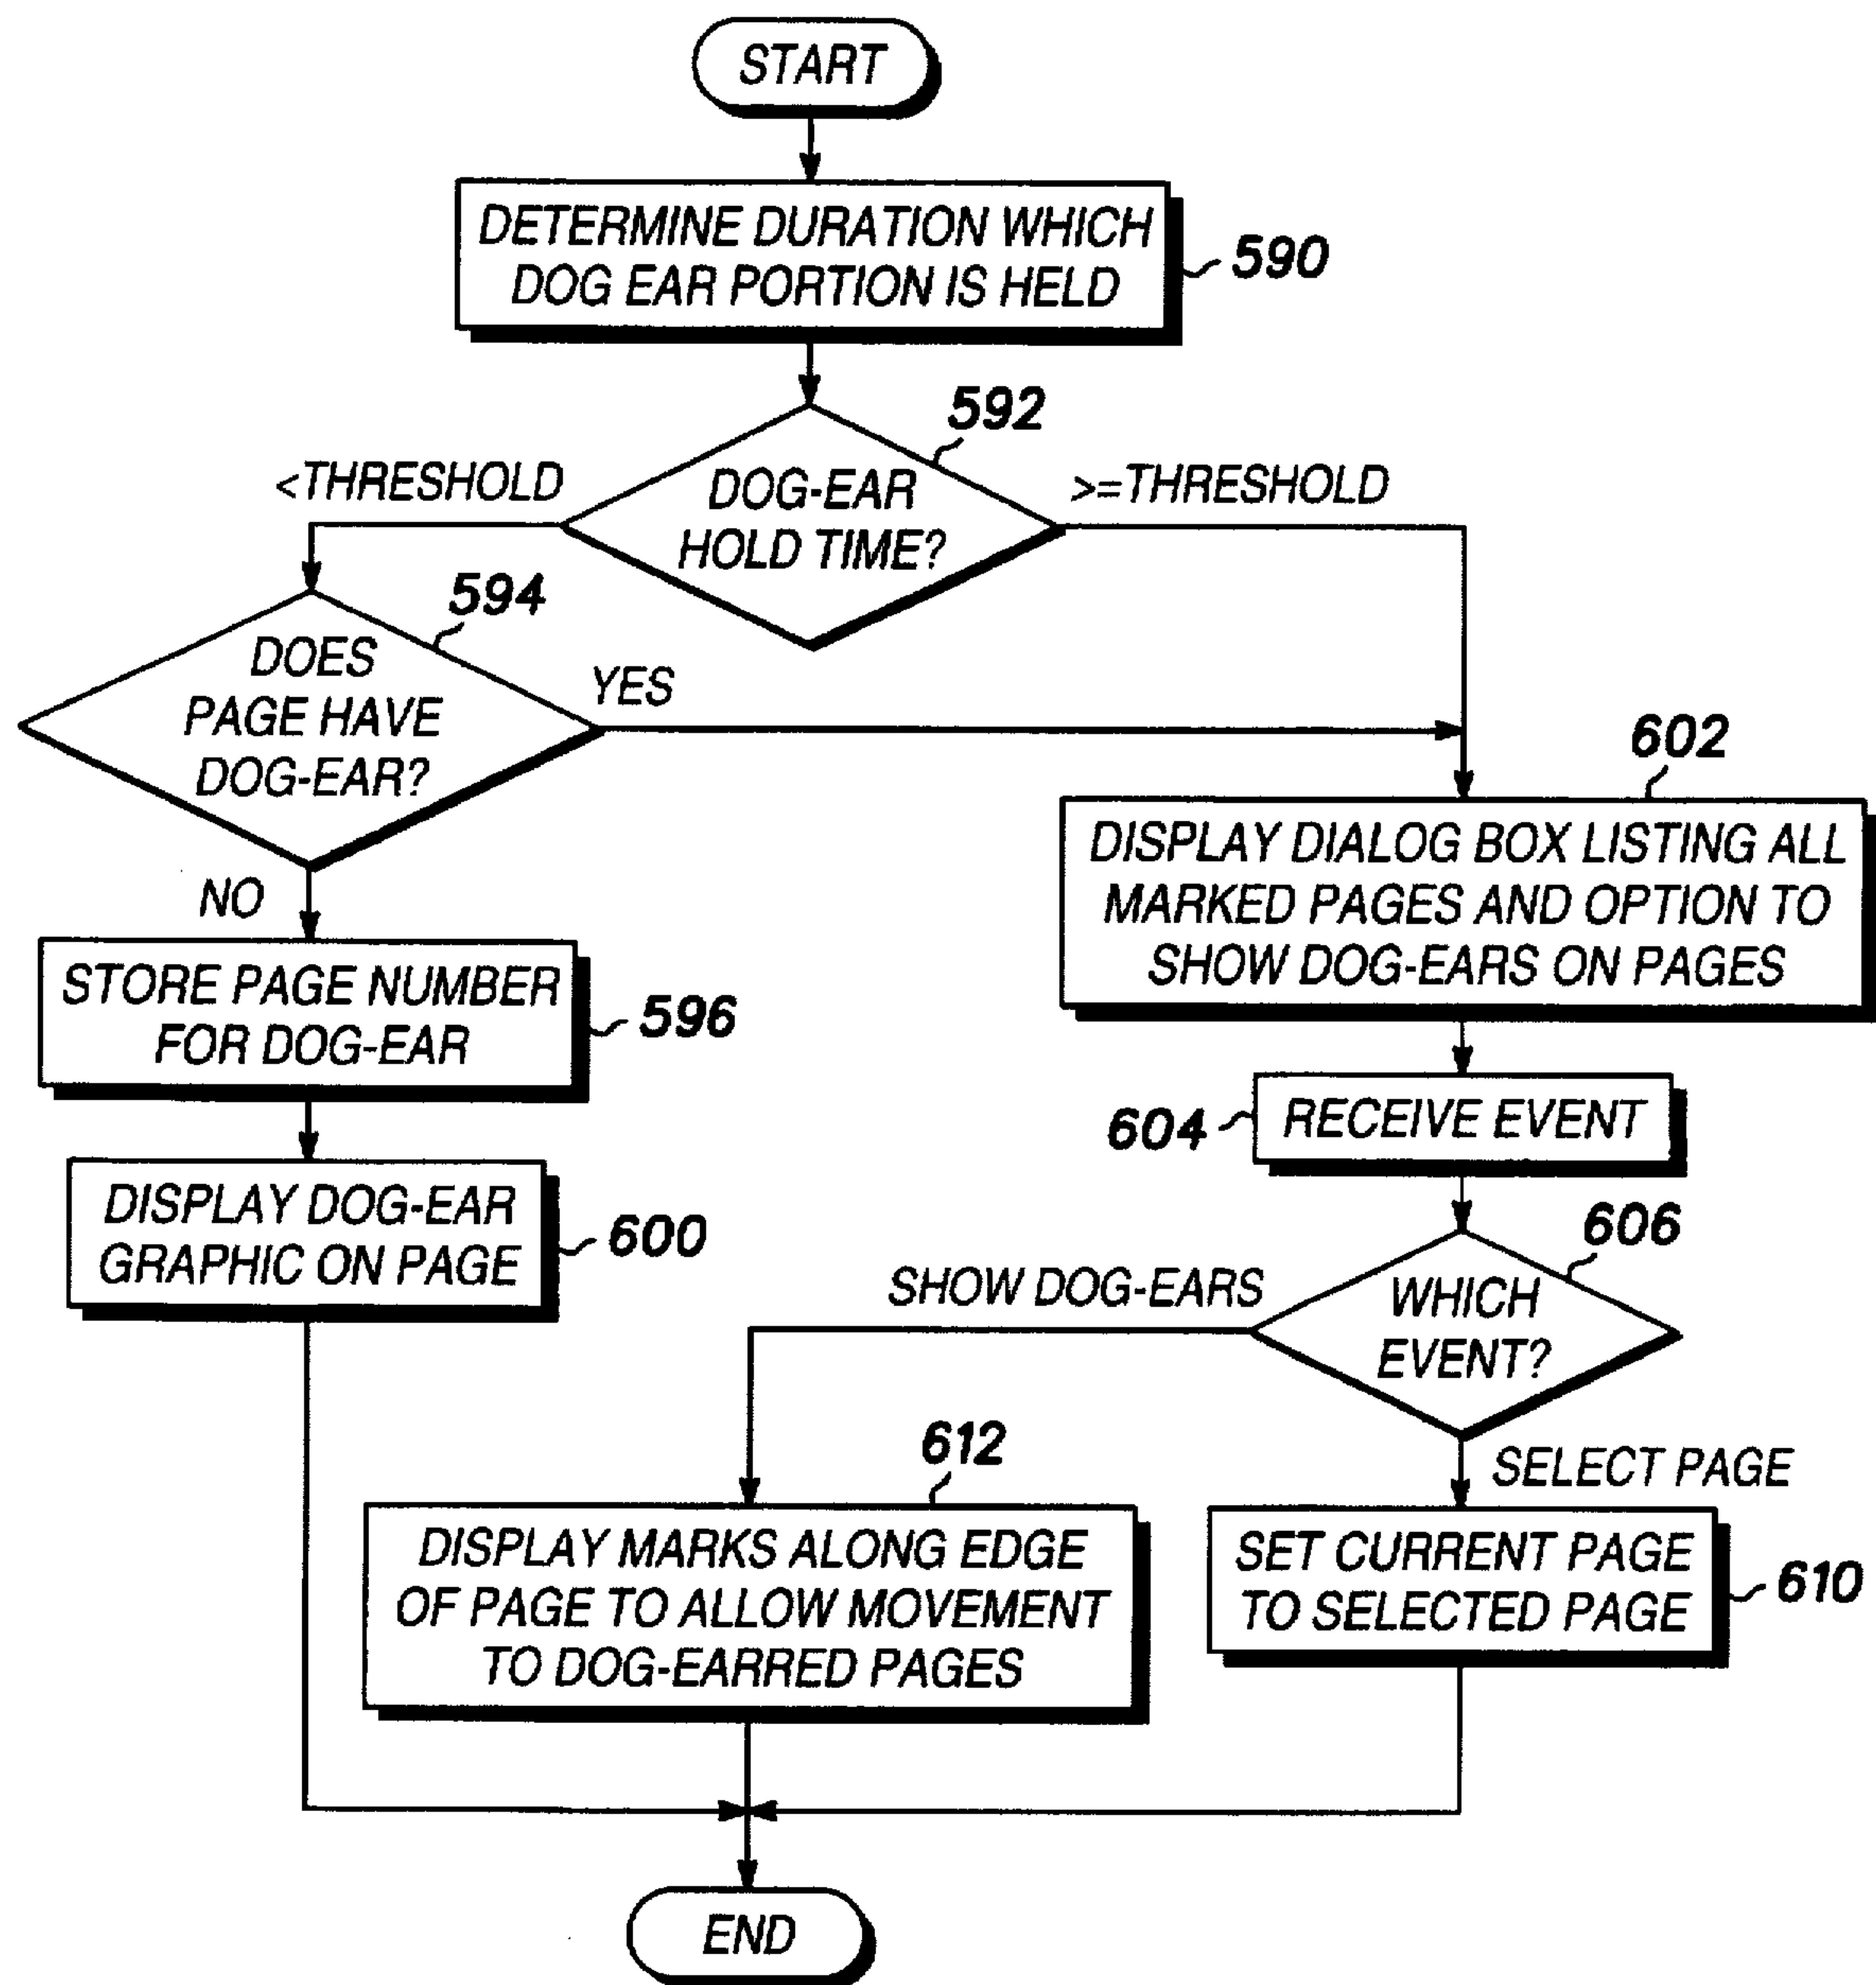 START
DETERMINE DURATION WHICH
DOG EAR PORTION IS HELD
590
592
<THRESHOLD
DOG-EAR
HOLD TIME?
>=THRESHOLD
594
DOES
PAGE HAVE
DOG-EAR?
YES
NO
602
DISPLAY DIALOG BOX LISTING ALL
MARKED PAGES AND OPTION TO
SHOW DOG-EARS ON PAGES
STORE PAGE NUMBER
FOR DOG-EAR
596
604
RECEIVE EVENT
DISPLAY DOG-EAR
GRAPHIC ON PAGE
600
606
SHOW DOG-EARS
WHICH
EVENT?
612
SELECT PAGE
DISPLAY MARKS ALONG EDGE
OF PAGE TO ALLOW MOVEMENT
TO DOG-EARRED PAGES
SET CURRENT PAGE
TO SELECTED PAGE
610
END